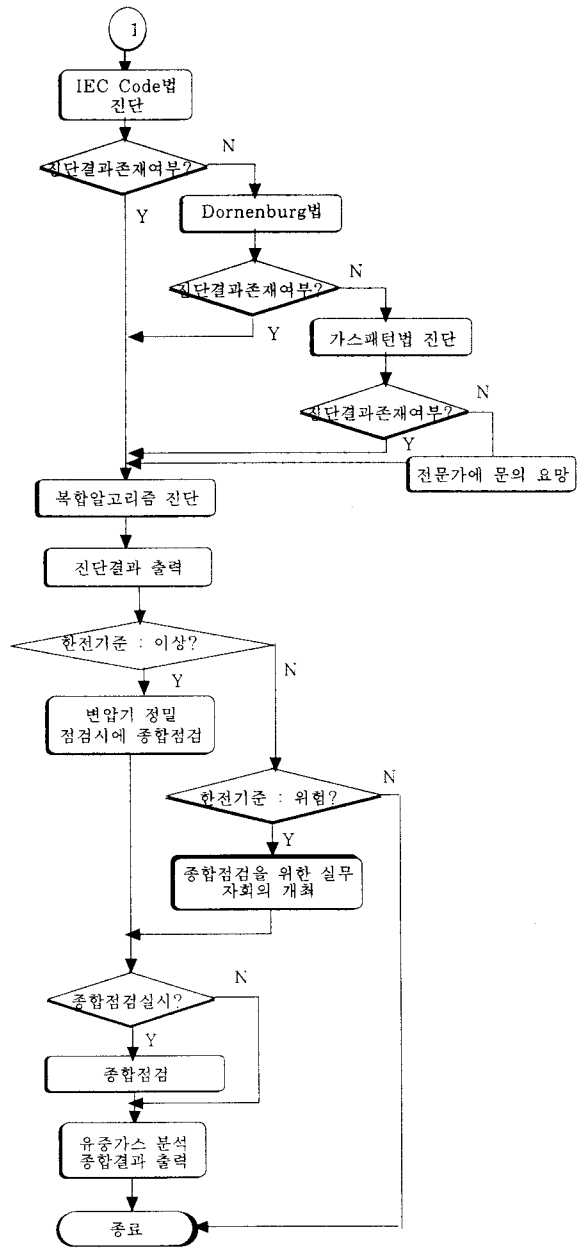 1
IEC Code법
진단
진단결과존재여부?
N
Y
Dornenburg법
진단결과존재여부?
N
Y
가스패턴법 진단
진단결과존재여부?
N
Y
전문가에 문의 요망
복합알고리즘 진단
진단결과 출력
한전기준 : 이상?
N
Y
변압기 정밀
점검시에 종합점검
한전기준 : 위험?
N
Y
종합점검을 위한 실무
자회의 개최
종합점검실시?
N
Y
종합점검
유중가스 분석
종합결과 출력
종료